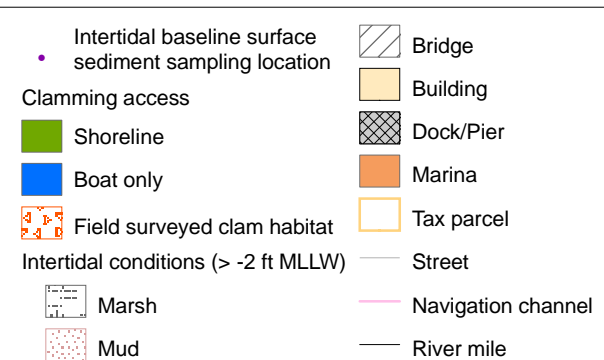 Intertidal baseline surface
sediment sampling location
Clamming access
Shoreline
Boat only
Field surveyed clam habitat
Intertidal conditions (> -2 ft MLLW)
Marsh
Mud
Bridge
Building
Dock/Pier
Marina
Tax parcel
Street
Navigation channel
River mile